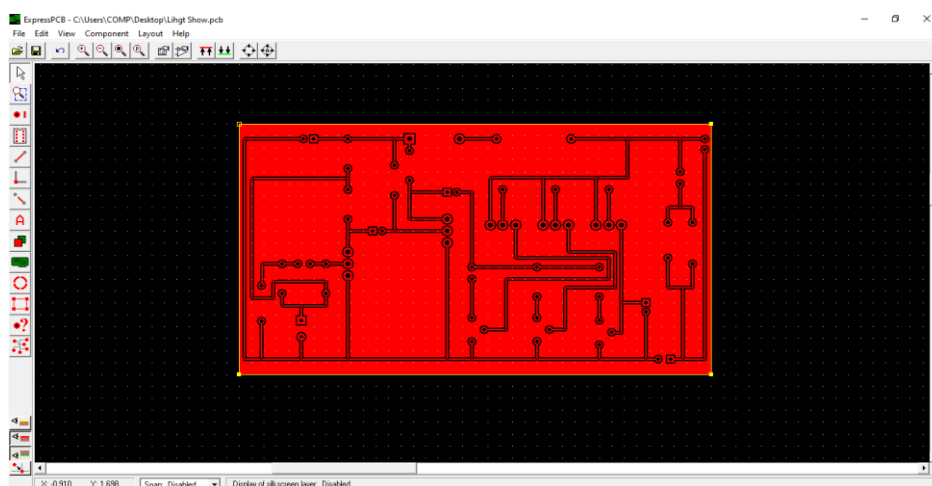 ExpressPCB - C:\Users\COMP\Desktop\Lihgt Show.pcb
File Edit View Component Layout Help
A
X: -0.910 Y: 1.698 Snap: Disabled Display of silkscreen layer: Disabled